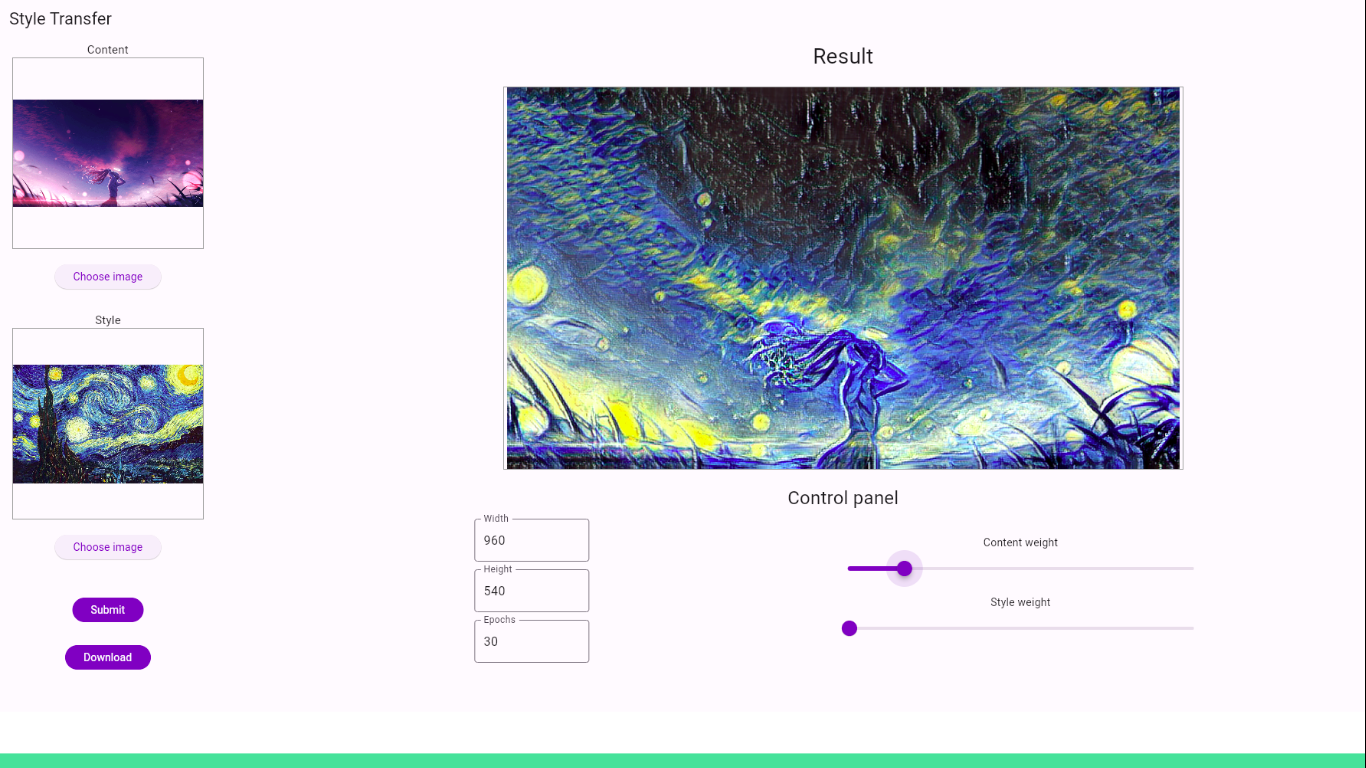 Style Transfer
Content
Choose image
Style
Choose image
Submit
Download
Result
Control panel
Width
960
Height
540
Epochs
30
Content weight
Style weight